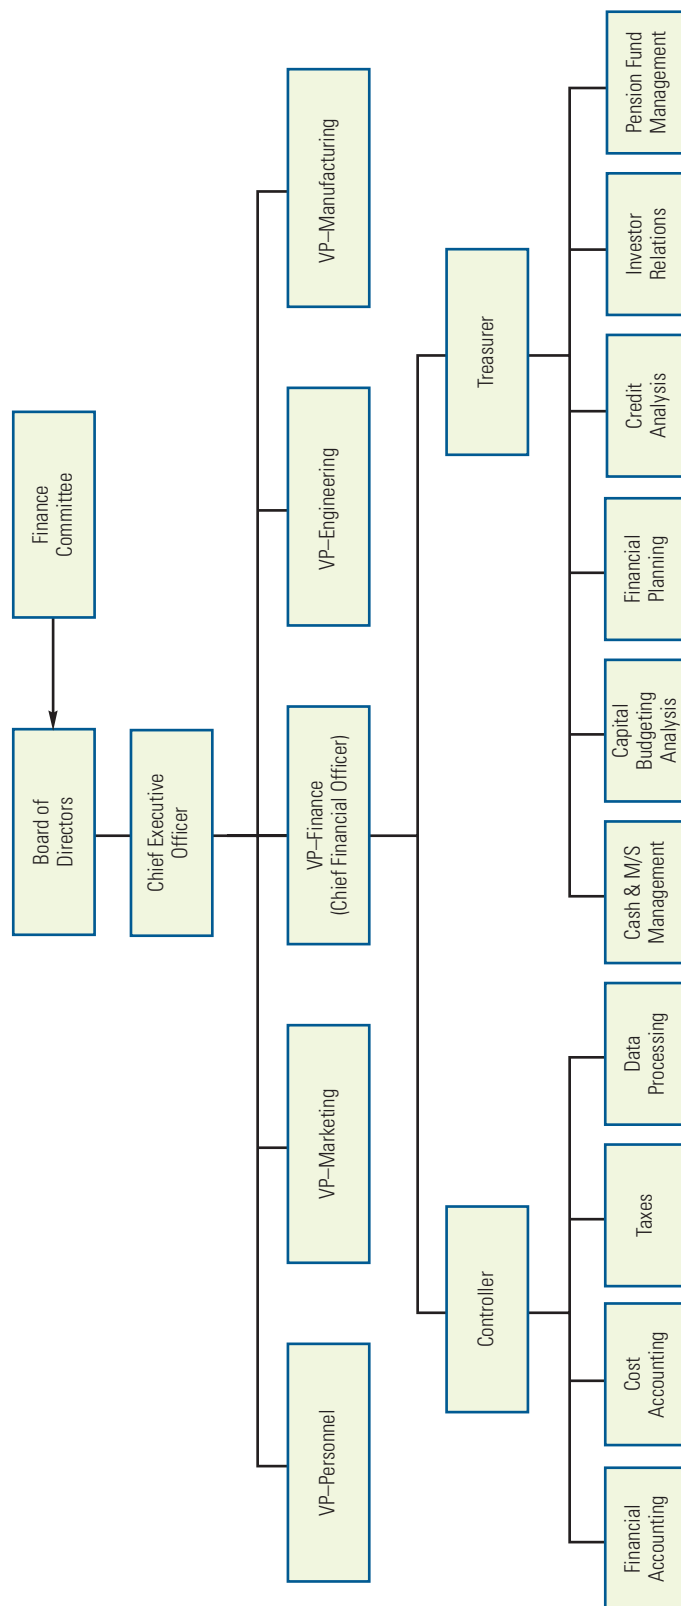 Finance
Committee
Board of
Directors
Chief Executive
Officer
VP–Personnel
VP–Marketing
VP–Finance
(Chief Financial Officer)
VP–Engineering
VP–Manufacturing
Controller
Treasurer
Financial
Accounting
Cost
Accounting
Taxes
Data
Processing
Cash & M/S
Management
Capital
Budgeting
Analysis
Financial
Planning
Credit
Analysis
Investor
Relations
Pension Fund
Management